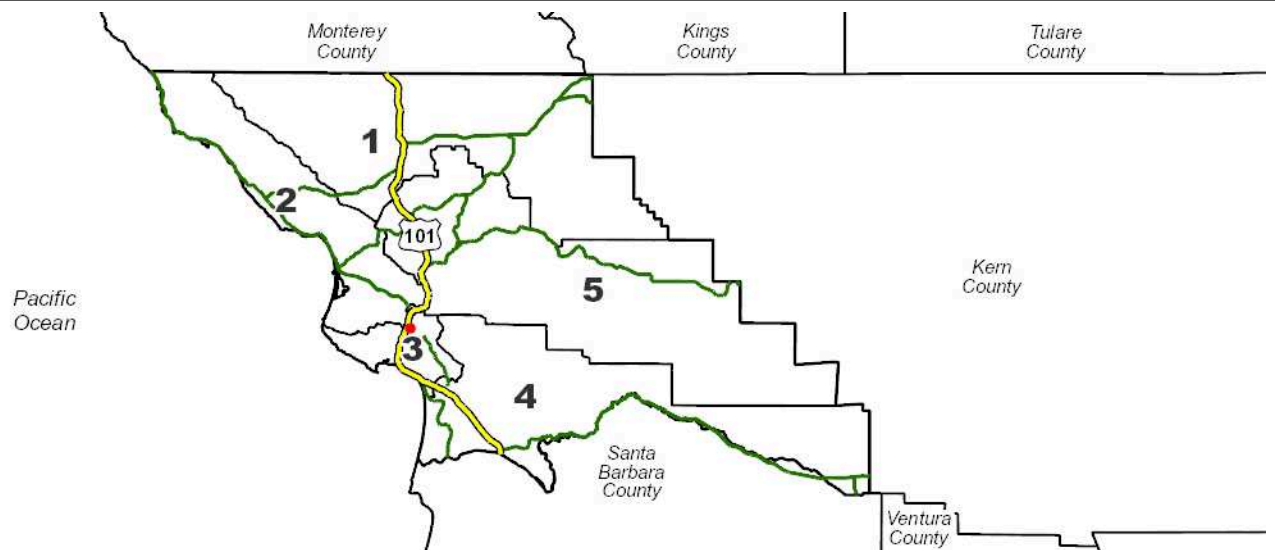 Monterey
County
Kings
County
Tulare
County
1
2
101
Pacific
Ocean
5
Kern
County
3
4
Santa
Barbara
County
Ventura
County